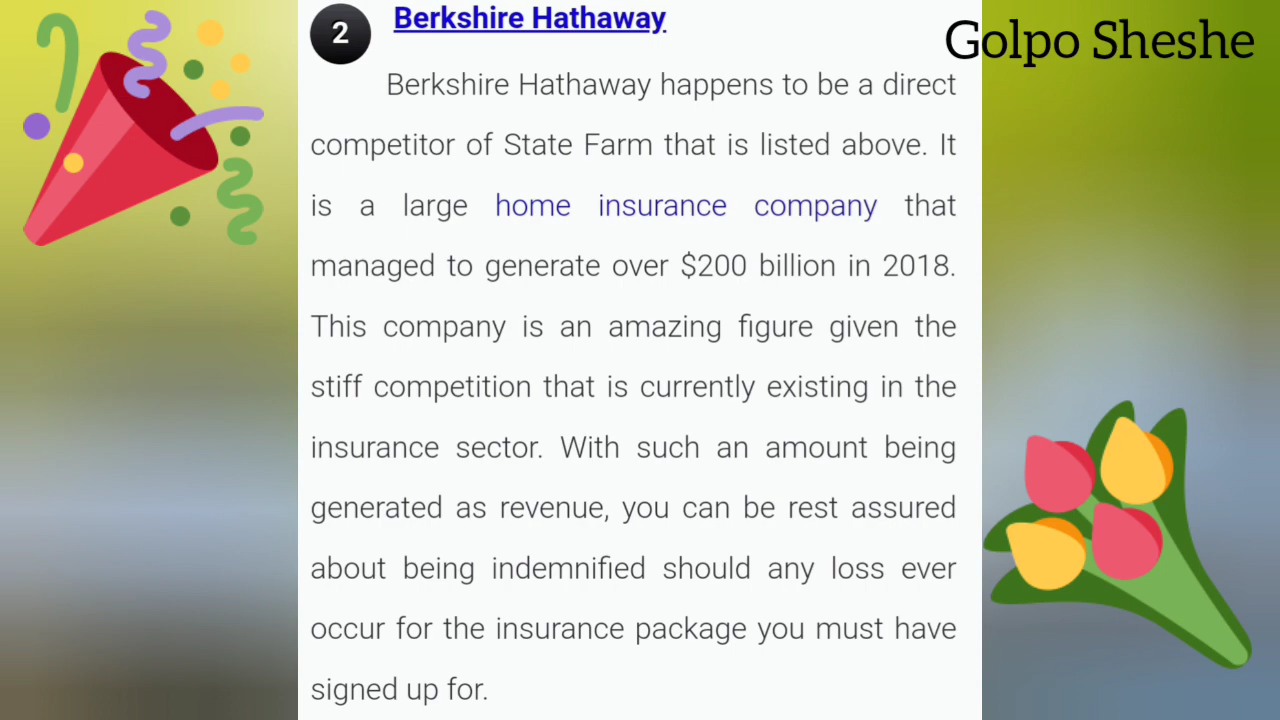 2 Berkshire Hathaway
Golpo Sheshe
Berkshire Hathaway happens to be a direct
competitor of State Farm that is listed above. It
is a large home insurance company that
managed to generate over $200 billion in 2018.
This company is an amazing figure given the
stiff competition that is currently existing in the
insurance sector. With such an amount being
generated as revenue, you can be rest assured
about being indemnified should any loss ever
occur for the insurance package you must have
signed up for.